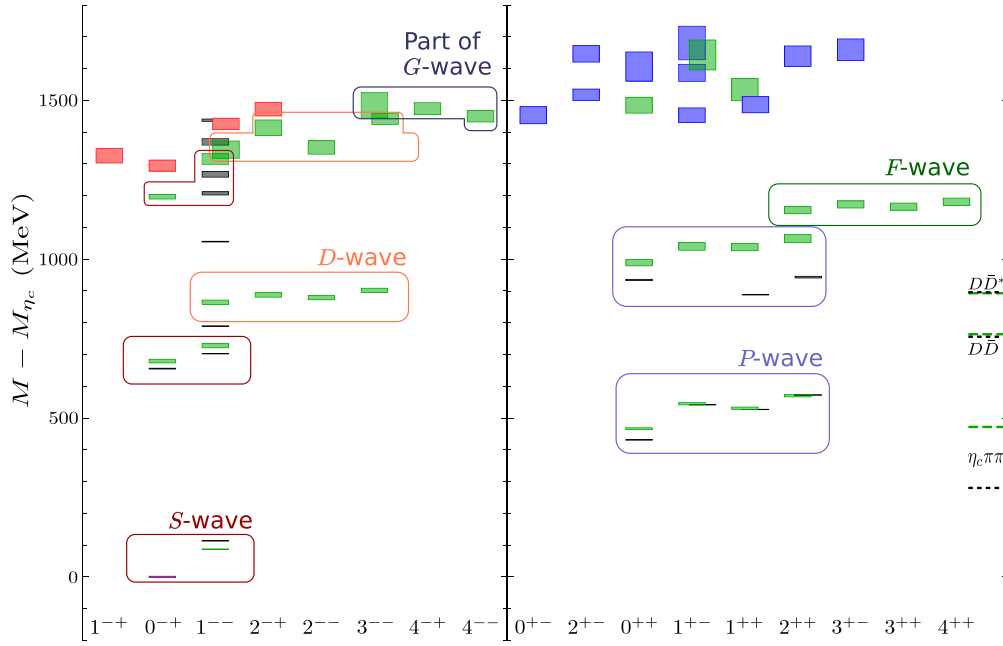 Part of
G-wave
1500
F-wave
D-wave
1000
DD̄*
DD̄
P-wave
500
η_cππ
S-wave
0
M − M_{η_c} (MeV)
1⁻⁺ 0⁻⁺ 1⁻⁻ 2⁻⁺ 2⁻⁻ 3⁻⁻ 4⁻⁺ 4⁻⁻ 0⁺⁻ 2⁺⁻ 0⁺⁺ 1⁺⁻ 1⁺⁺ 2⁺⁺ 3⁺⁻ 3⁺⁺ 4⁺⁺